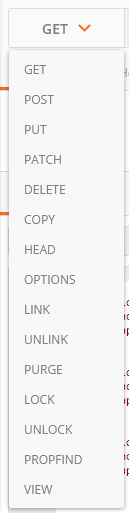 GET
GET
POST
PUT
PATCH
DELETE
COPY
HEAD
OPTIONS
LINK
UNLINK
PURGE
LOCK
UNLOCK
PROPFIND
VIEW